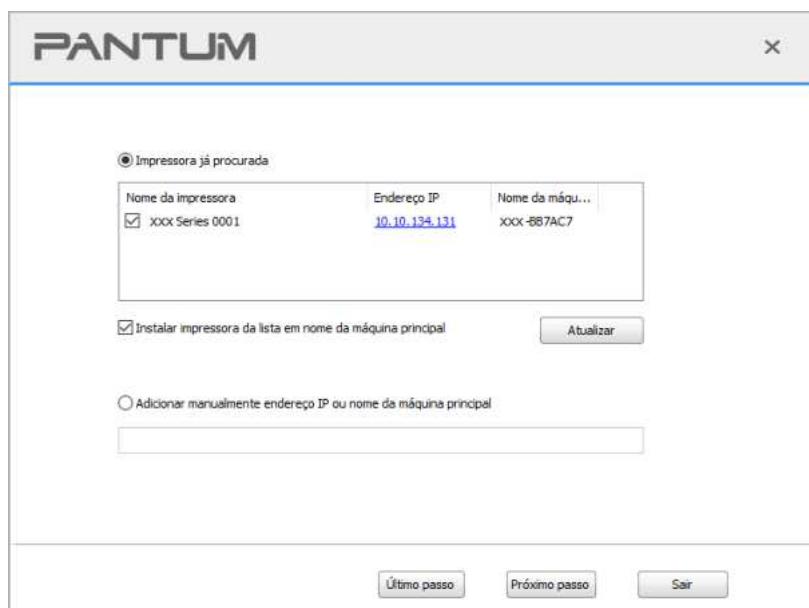 PANTUM
Impressora já procurada
Nome da impressora Endereço IP Nome da máqu...
XXX Series 0001 10.10.134.131 XXX-BB7AC7
Instalar impressora da lista em nome da máquina principal Atualizar
Adicionar manualmente endereço IP ou nome da máquina principal
Último passo Próximo passo Sair